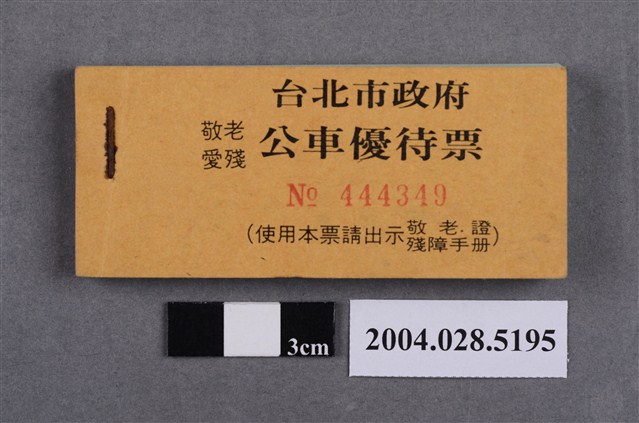 台北市政府
敬老
愛殘
公車優待票
№ 444349
(使用本票請出示敬老證
殘障手册)
3cm
2004.028.5195